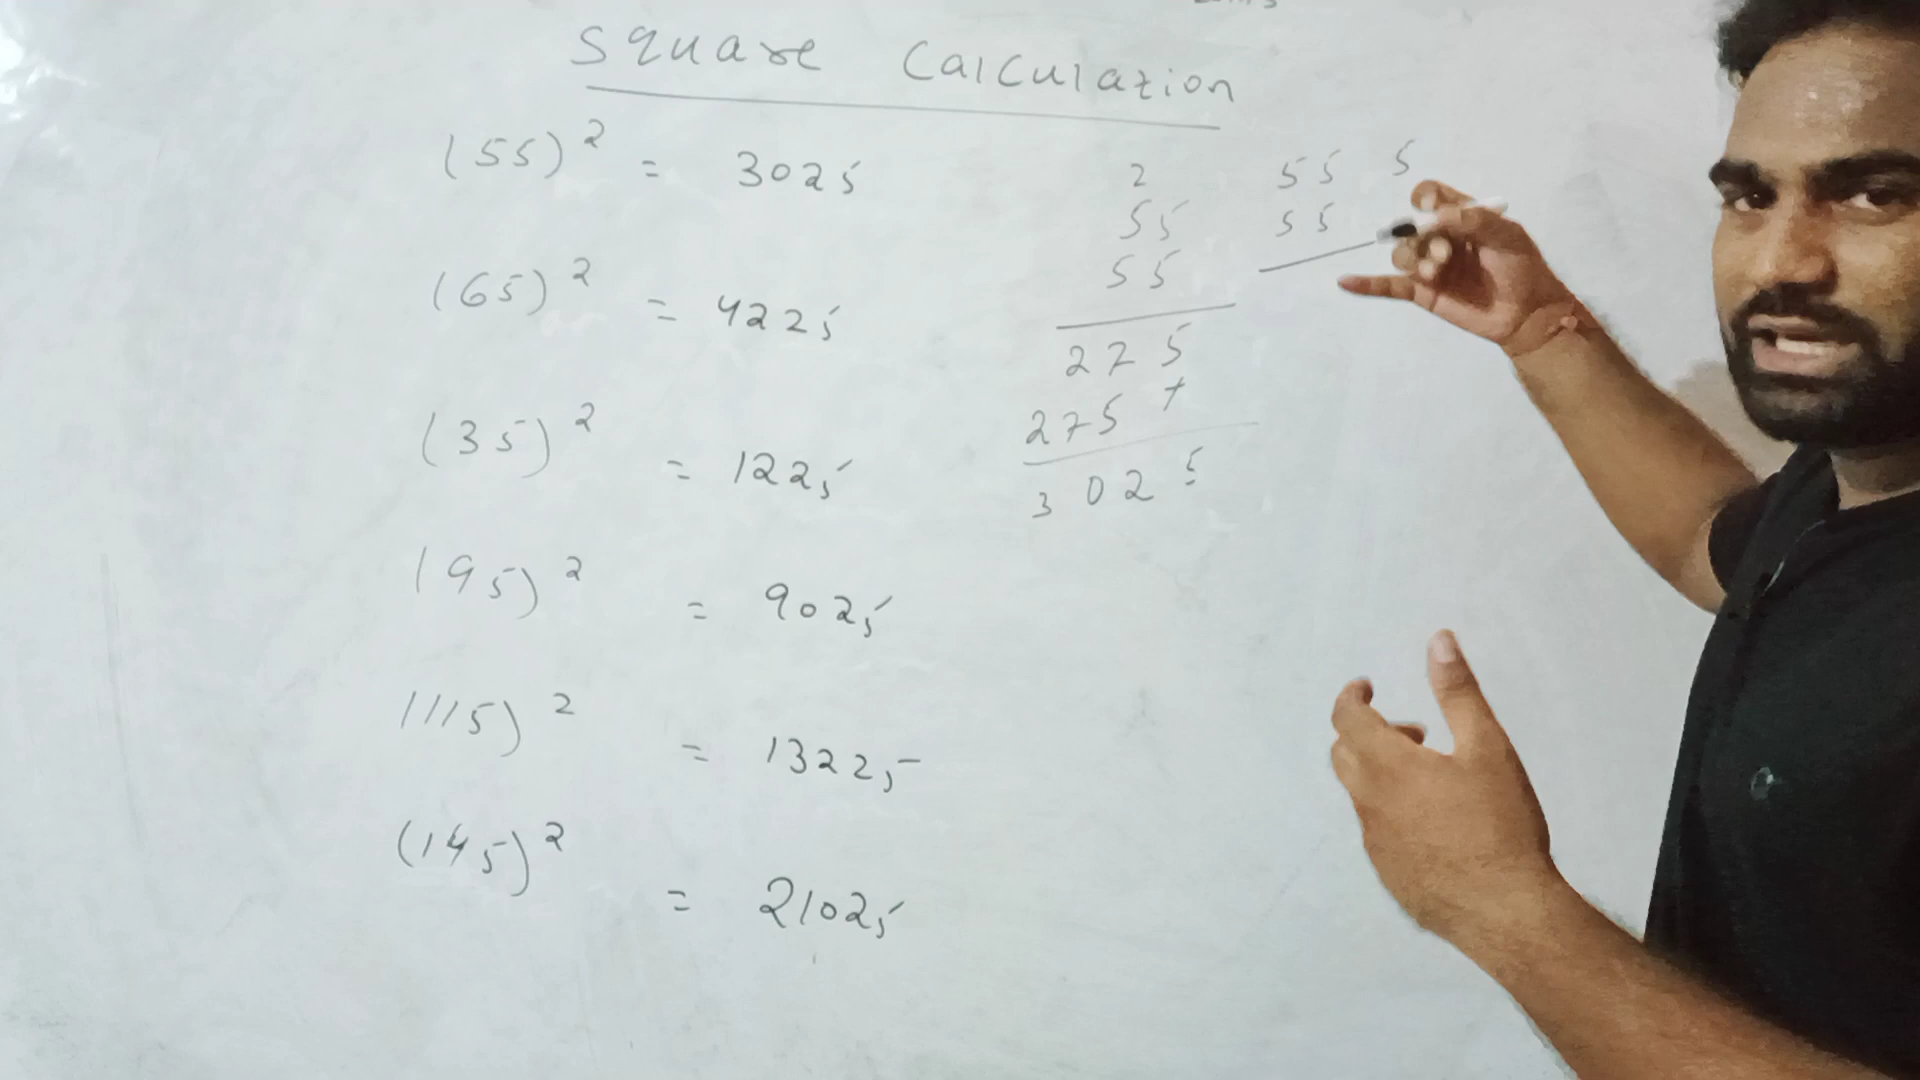 Square Calculation
(55)² = 3025
(65)² = 4225
(35)² = 1225
(95)² = 9025
(115)² = 13225
(145)² = 21025
2
55
55
275
275 +
3025
55 5
55